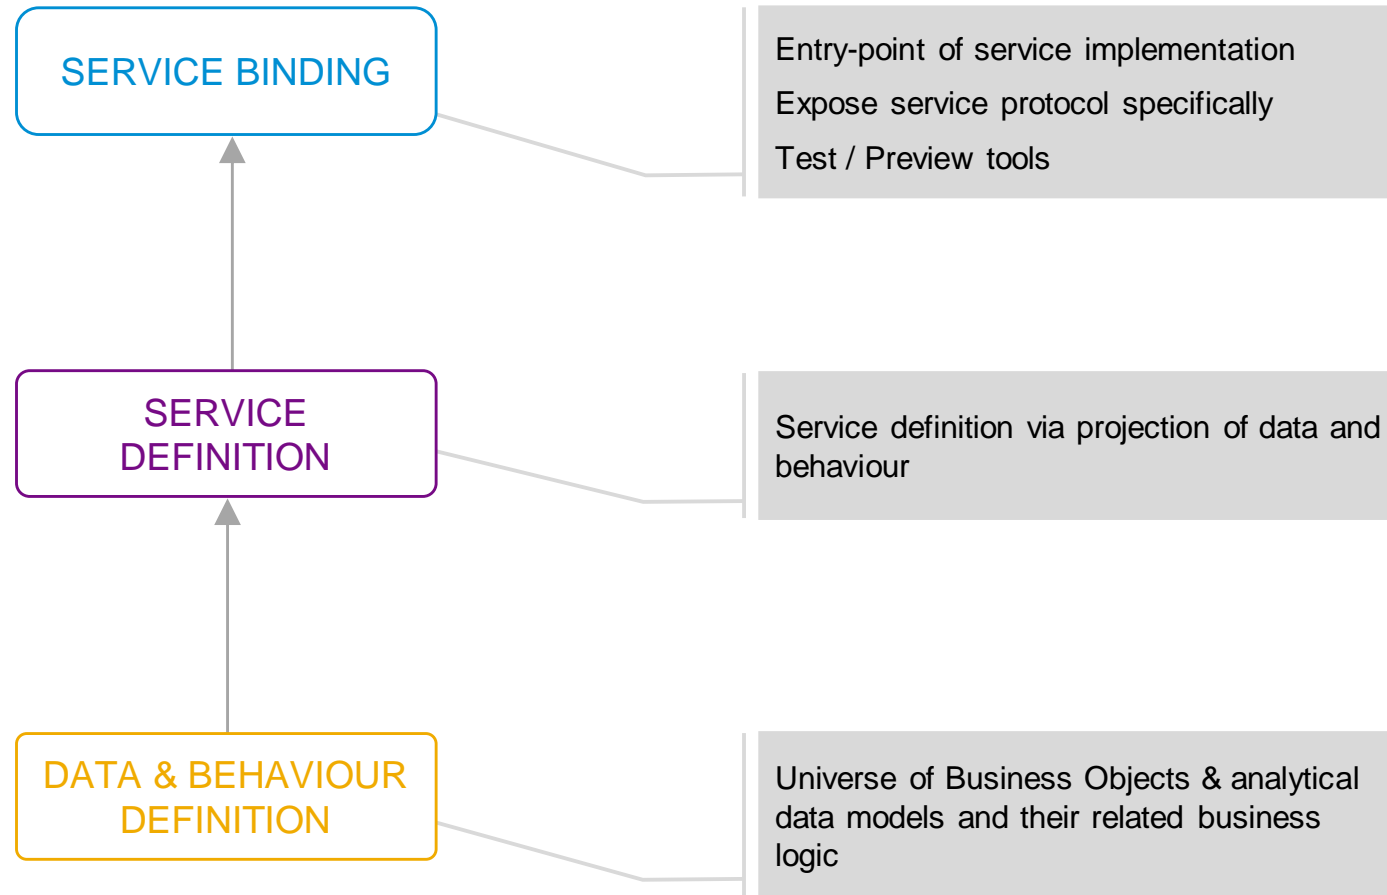 SERVICE BINDING
Entry-point of service implementation
Expose service protocol specifically
Test / Preview tools
SERVICE
DEFINITION
Service definition via projection of data and
behaviour
DATA & BEHAVIOUR
DEFINITION
Universe of Business Objects & analytical
data models and their related business
logic